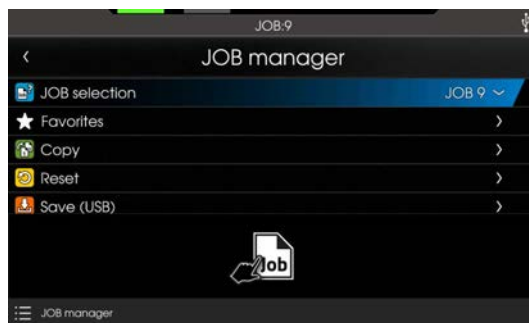 JOB:9
JOB manager
JOB selection JOB 9
Favorites
Copy
Reset
Save (USB)
Job
JOB manager